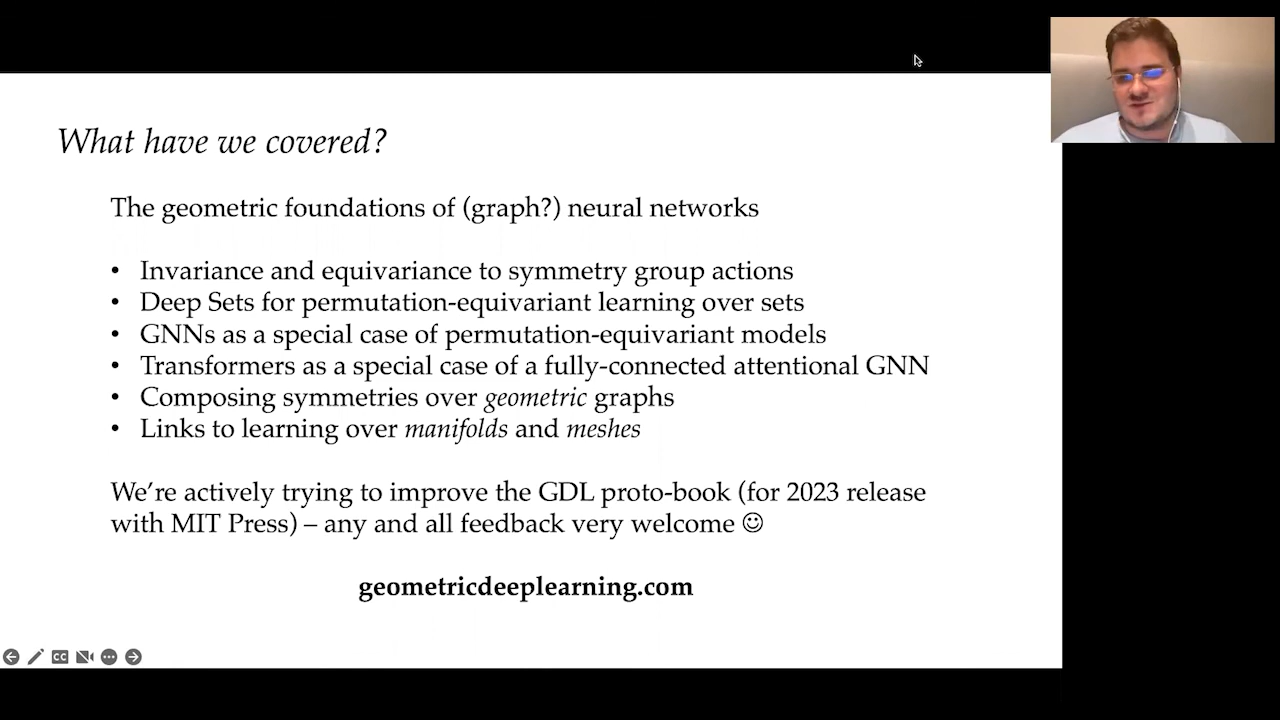 What have we covered?
The geometric foundations of (graph?) neural networks
• Invariance and equivariance to symmetry group actions
• Deep Sets for permutation-equivariant learning over sets
• GNNs as a special case of permutation-equivariant models
• Transformers as a special case of a fully-connected attentional GNN
• Composing symmetries over geometric graphs
• Links to learning over manifolds and meshes
We're actively trying to improve the GDL proto-book (for 2023 release
with MIT Press) – any and all feedback very welcome ☺
geometricdeeplearning.com
CC